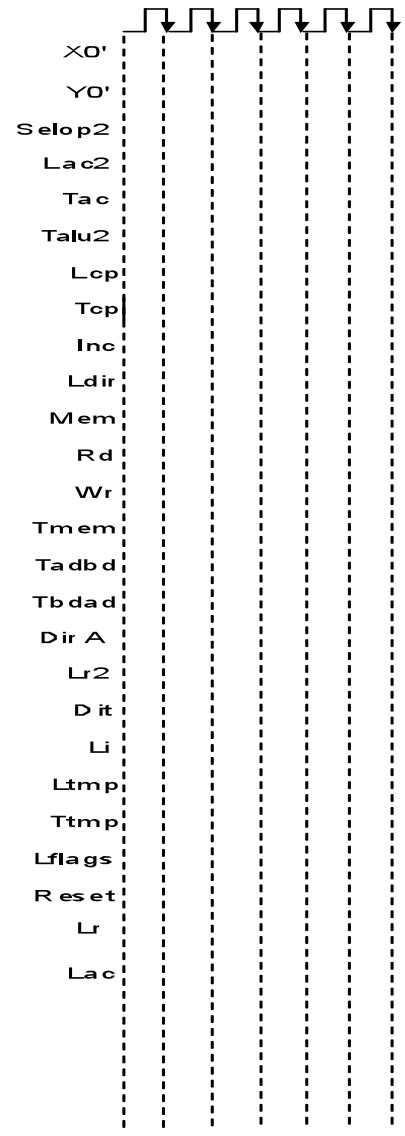 X0'
Y0'
Selop2
Lac2
Tac
Talu2
Lcp
Tcp
Inc
Ldir
Mem
Rd
Wr
Tmem
Tadbd
Tbdad
Dir A
Lr2
Dit
Li
Ltmp
Ttmp
Lflags
Reset
Lr
Lac